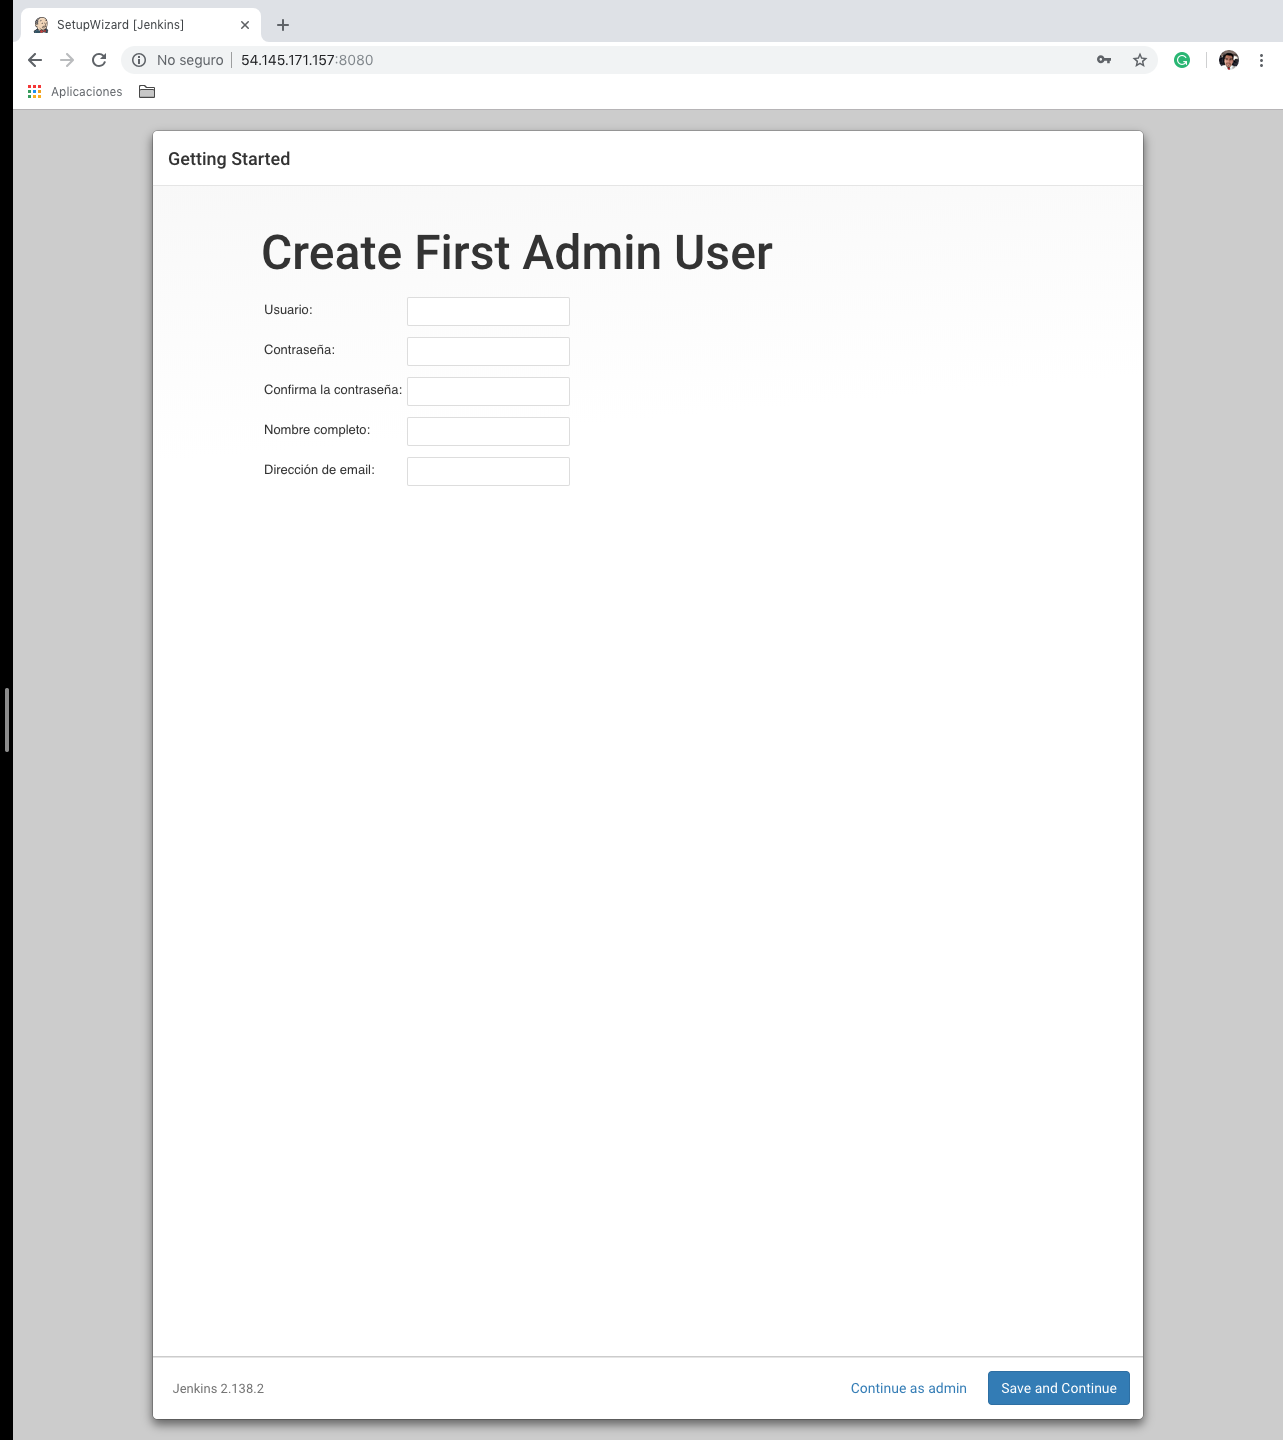 SetupWizard [Jenkins]
No seguro | 54.145.171.157:8080
Aplicaciones
Getting Started
Create First Admin User
Usuario:
Contraseña:
Confirma la contraseña:
Nombre completo:
Dirección de email:
Jenkins 2.138.2
Continue as admin
Save and Continue